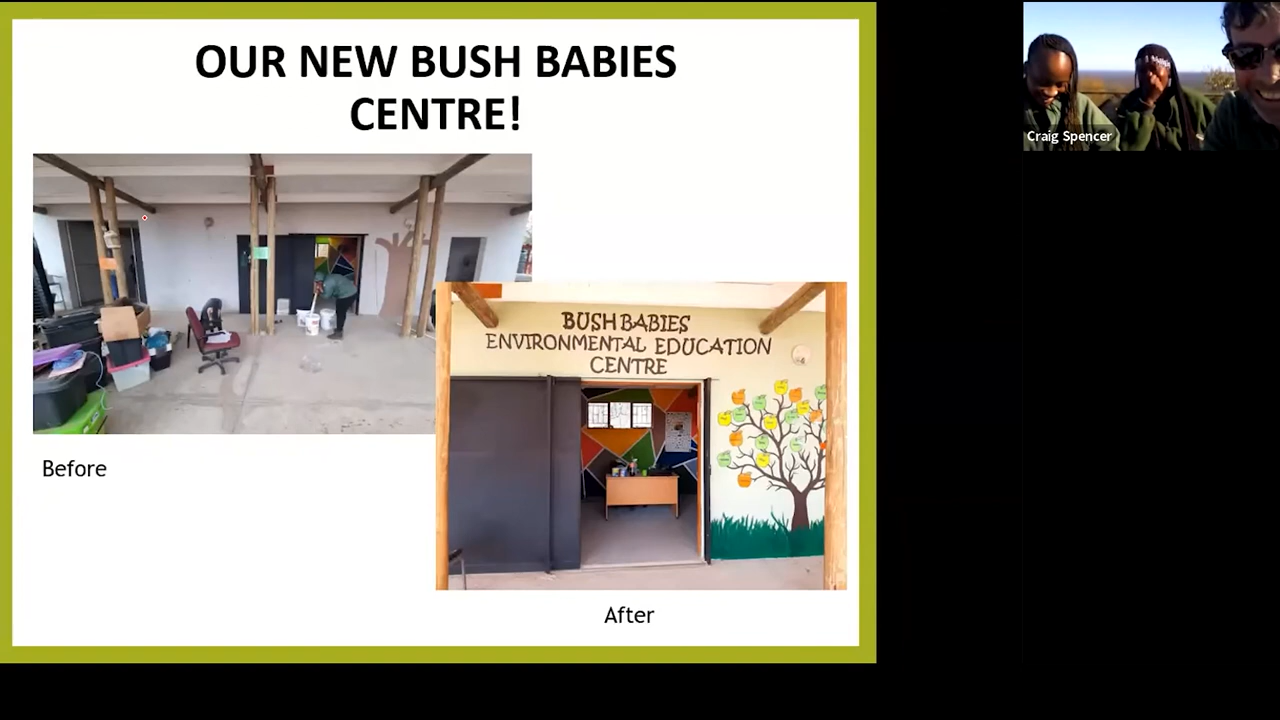 OUR NEW BUSH BABIES
CENTRE!
Craig Spencer
BUSH BABIES
ENVIRONMENTAL EDUCATION
CENTRE
Before
After